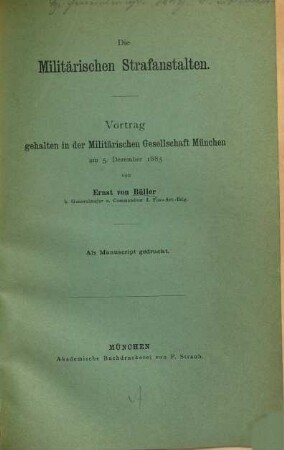 Die
Militärischen Strafanstalten.
Vortrag
gehalten in der Militärischen Gesellschaft München
am 5. Dezember 1885
von
Ernst von Hüller
k. Generalmajor u. Commandeur d. Fuss-Art.-Brig.
Als Manuscript gedruckt.
MÜNCHEN.
Akademische Buchdruckerei von F. Straub